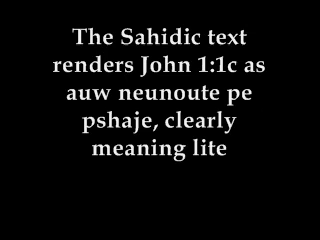 The Sahidic text
renders John 1:1c as
auw neunoute pe
pshaje, clearly
meaning lite